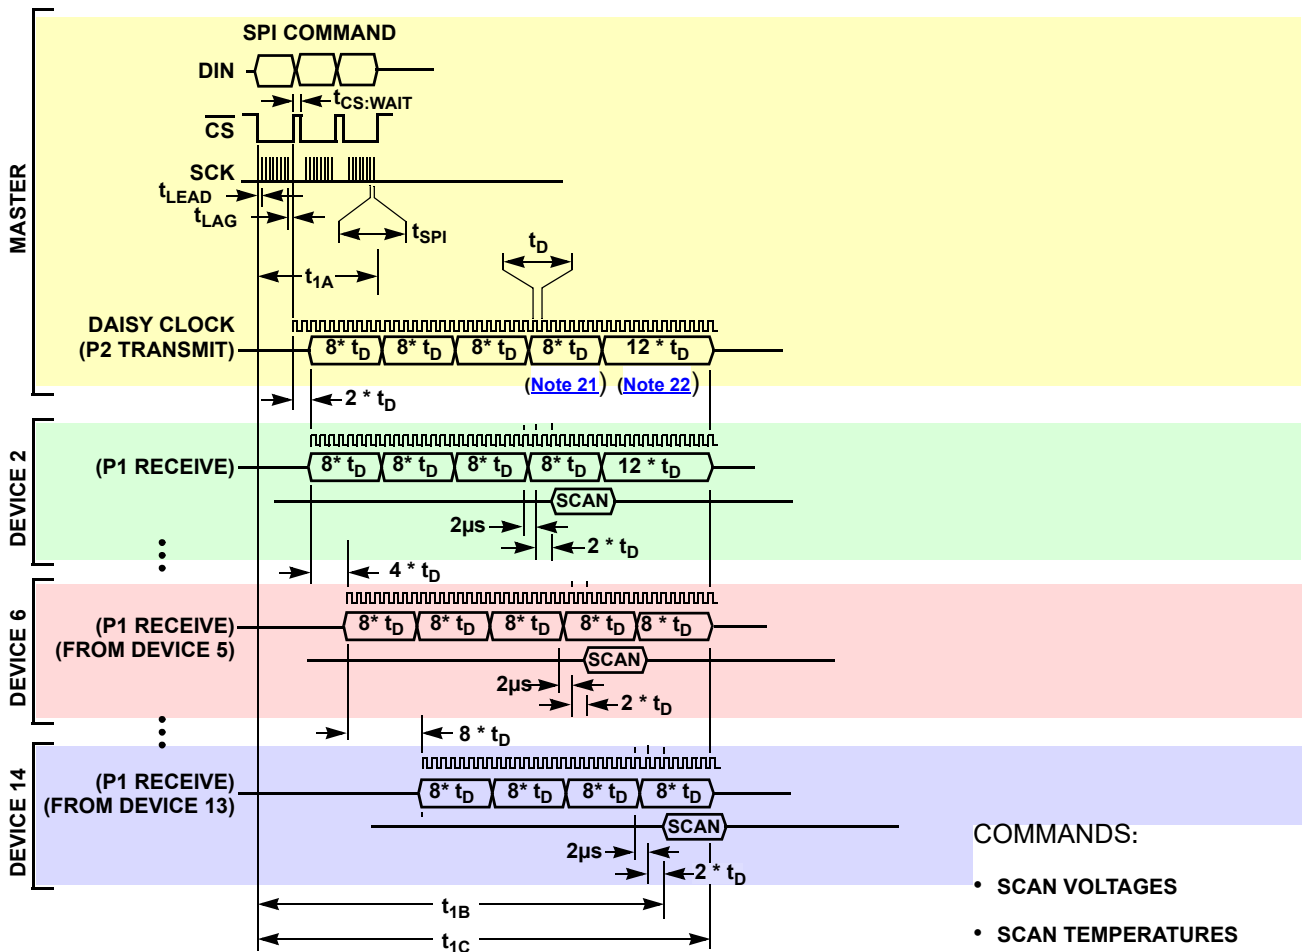 MASTER
SPI COMMAND
DIN
tCS:WAIT
CS
SCK
tLEAD
tLAG
tSPI
tD
t1A
DAISY CLOCK
(P2 TRANSMIT)
8* tD 8* tD 8* tD 8* tD 12 * tD
(Note 21) (Note 22)
2 * tD
DEVICE 2
(P1 RECEIVE)
8* tD 8* tD 8* tD 8* tD 12 * tD
SCAN
2µs
2 * tD
4 * tD
DEVICE 6
(P1 RECEIVE)
(FROM DEVICE 5)
8* tD 8* tD 8* tD 8* tD 8 * tD
SCAN
2µs
2 * tD
8 * tD
DEVICE 14
(P1 RECEIVE)
(FROM DEVICE 13)
8* tD 8* tD 8* tD 8* tD
SCAN
2µs
2 * tD
t1B
t1C
COMMANDS:
• SCAN VOLTAGES
• SCAN TEMPERATURES